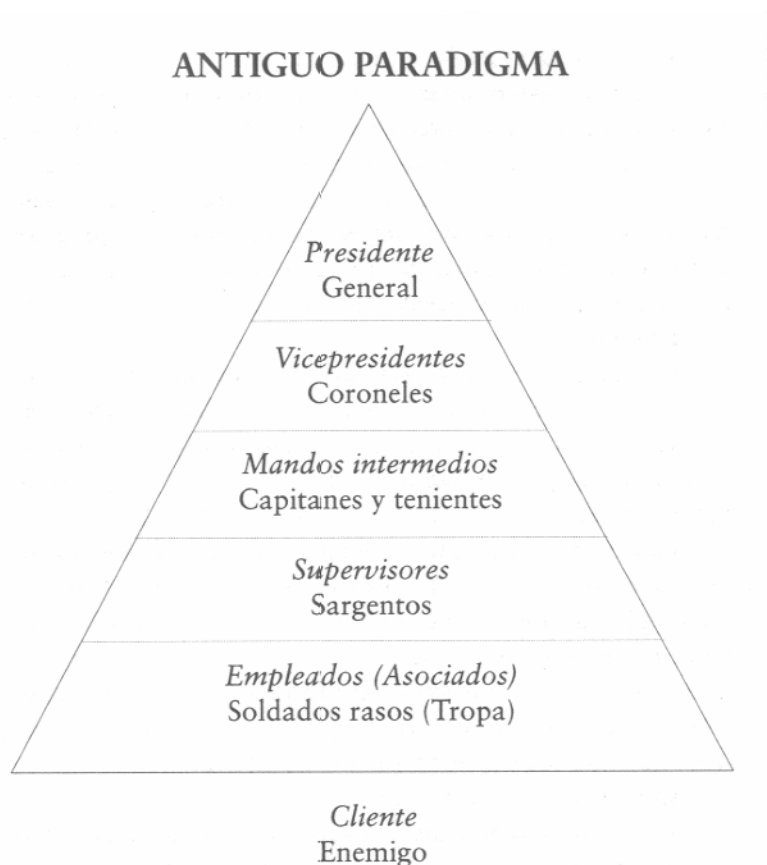 ANTIGUO PARADIGMA
Presidente
General
Vicepresidentes
Coroneles
Mandos intermedios
Capitanes y tenientes
Supervisores
Sargentos
Empleados (Asociados)
Soldados rasos (Tropa)
Cliente
Enemigo